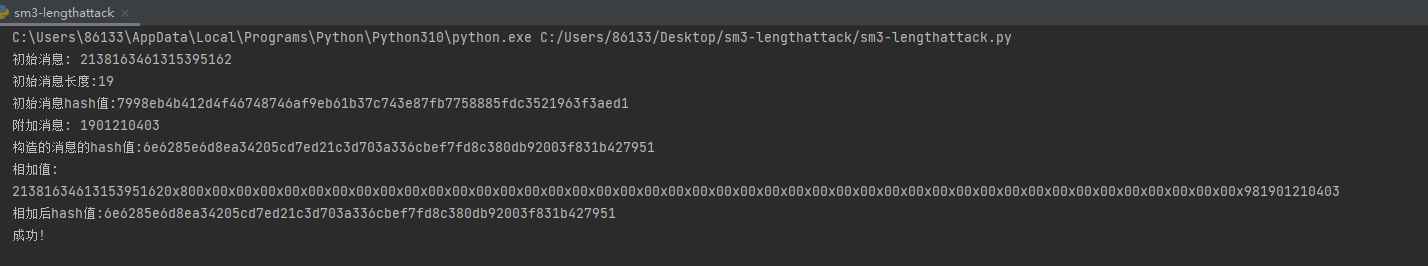 sm3-lengthattack
C:\Users\86133\AppData\Local\Programs\Python\Python310\python.exe C:/Users/86133/Desktop/sm3-lengthattack/sm3-lengthattack.py
初始消息: 2138163461315395162
初始消息长度:19
初始消息hash值:7998eb4b412d4f46748746af9eb61b37c743e87fb7758885fdc3521963f3aed1
附加消息: 1901210403
构造的消息的hash值:6e6285e6d8ea34205cd7ed21c3d703a336cbef7fd8c380db92003f831b427951
相加值:
21381634613153951620x800x00x00x00x00x00x00x00x00x00x00x00x00x00x00x00x00x00x00x00x00x00x00x00x00x00x00x00x00x00x00x00x00x00x00x00x00x00x00x00x00x00x00x00x981901210403
相加后hash值:6e6285e6d8ea34205cd7ed21c3d703a336cbef7fd8c380db92003f831b427951
成功!